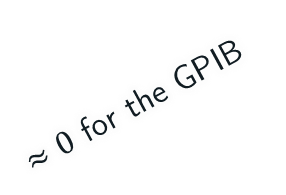 ≈ 0 for the GPIB